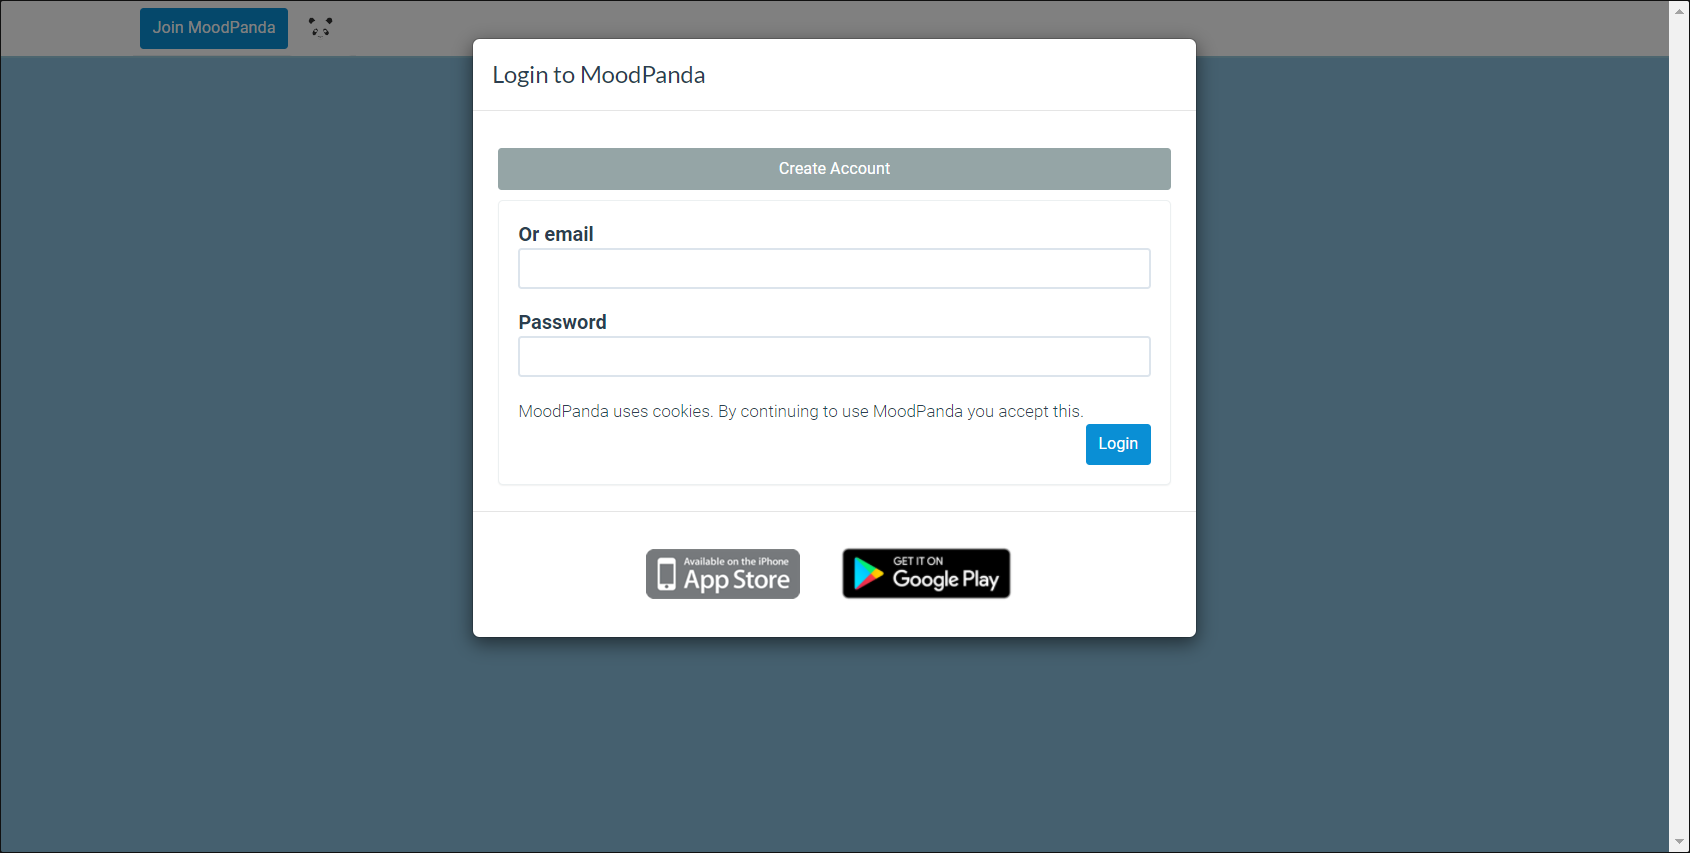 Join MoodPanda
Login to MoodPanda
Create Account
Or email
Password
MoodPanda uses cookies. By continuing to use MoodPanda you accept this.
Login
Available on the iPhone
App Store
GET IT ON
Google Play